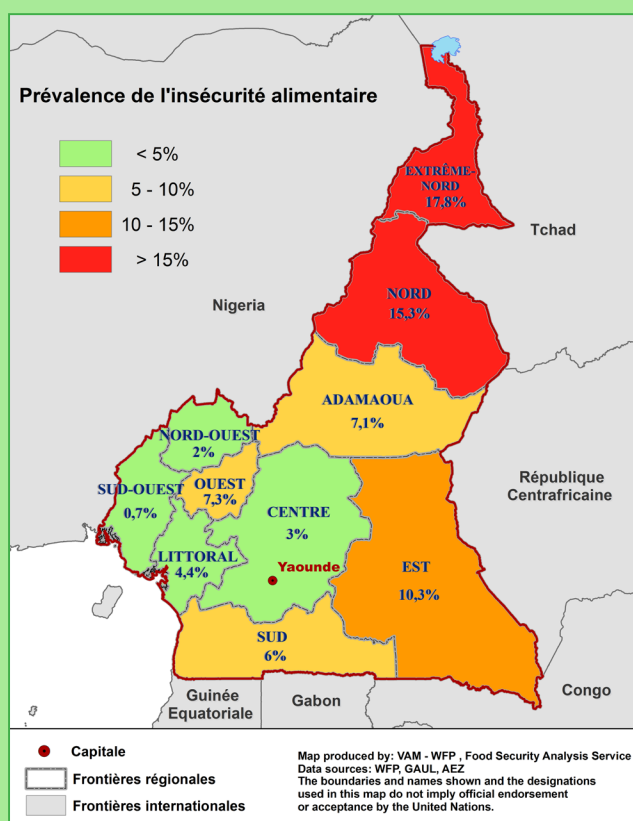 Prévalence de l'insécurité alimentaire
< 5%
5 - 10%
10 - 15%
> 15%
EXTRÊME-
NORD
17,8%
Tchad
NORD
15,3%
Nigeria
ADAMAOUA
7,1%
NORD-OUEST
2%
OUEST
7,3%
SUD-OUEST
0,7%
CENTRE
3%
République
Centrafricaine
LITTORAL
4,4%
Yaounde
EST
10,3%
SUD
6%
Guinée
Equatoriale
Gabon
Congo
Capitale
Frontières régionales
Frontières internationales
Map produced by: VAM - WFP , Food Security Analysis Service
Data sources: WFP, GAUL, AEZ
The boundaries and names shown and the designations
used in this map do not imply official endorsement
or acceptance by the United Nations.